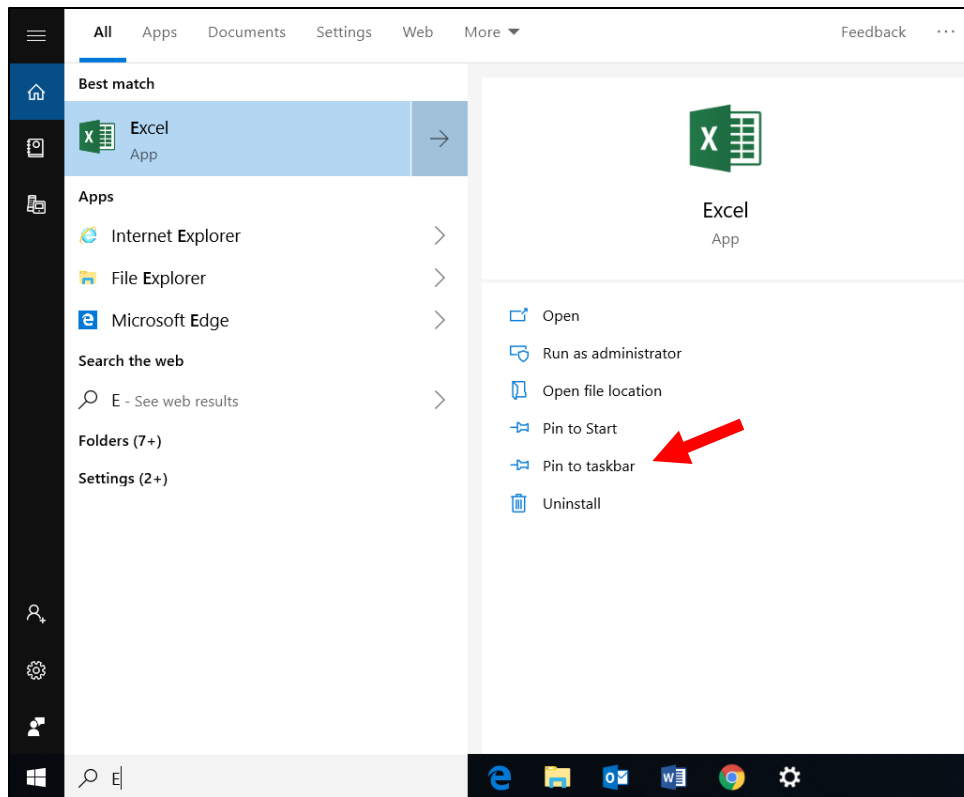 All Apps Documents Settings Web More Feedback ...
Best match
Excel
App
Apps
Internet Explorer
File Explorer
Microsoft Edge
Search the web
E - See web results
Folders (7+)
Settings (2+)
E
Excel
App
Open
Run as administrator
Open file location
Pin to Start
Pin to taskbar
Uninstall